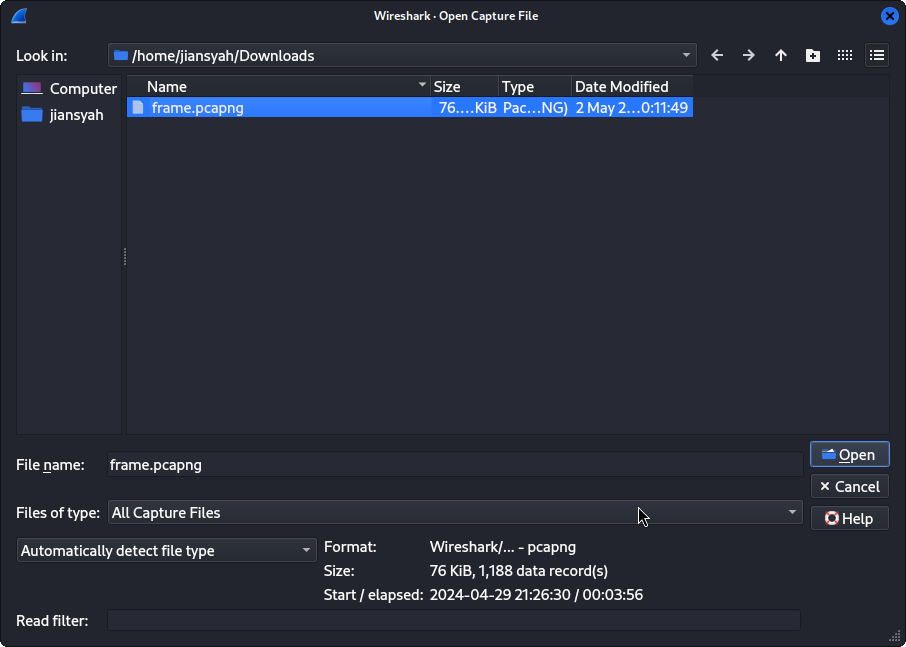 Wireshark · Open Capture File
Look in: /home/jiansyah/Downloads
Computer
jiansyah
Name Size Type Date Modified
frame.pcapng 76.…KiB Pac…NG) 2 May 2…0:11:49
File name: frame.pcapng
Open
Cancel
Files of type: All Capture Files
Help
Automatically detect file type
Format: Wireshark/... - pcapng
Size: 76 KiB, 1,188 data record(s)
Start / elapsed: 2024-04-29 21:26:30 / 00:03:56
Read filter: